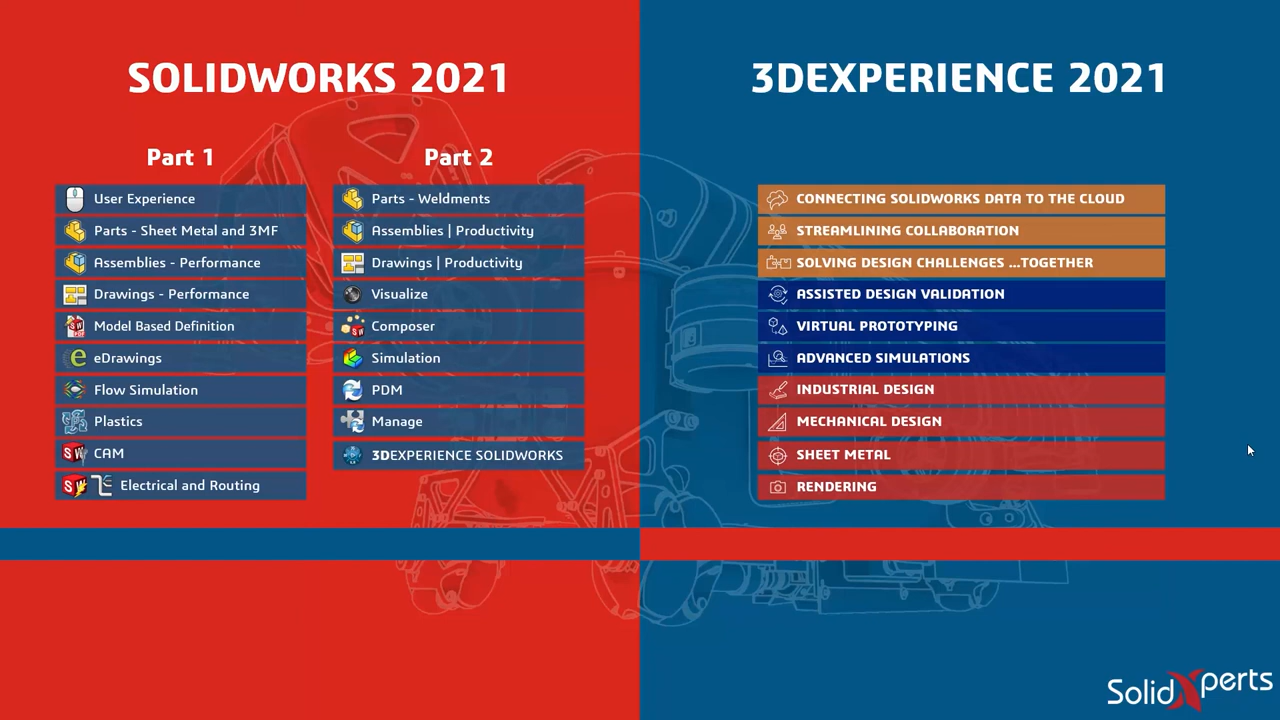 SOLIDWORKS 2021
Part 1
User Experience
Parts - Sheet Metal and 3MF
Assemblies - Performance
Drawings - Performance
Model Based Definition
eDrawings
Flow Simulation
Plastics
CAM
Electrical and Routing
Part 2
Parts - Weldments
Assemblies | Productivity
Drawings | Productivity
Visualize
Composer
Simulation
PDM
Manage
3DEXPERIENCE SOLIDWORKS
3DEXPERIENCE 2021
CONNECTING SOLIDWORKS DATA TO THE CLOUD
STREAMLINING COLLABORATION
SOLVING DESIGN CHALLENGES ...TOGETHER
ASSISTED DESIGN VALIDATION
VIRTUAL PROTOTYPING
ADVANCED SIMULATIONS
INDUSTRIAL DESIGN
MECHANICAL DESIGN
SHEET METAL
RENDERING
SolidXperts